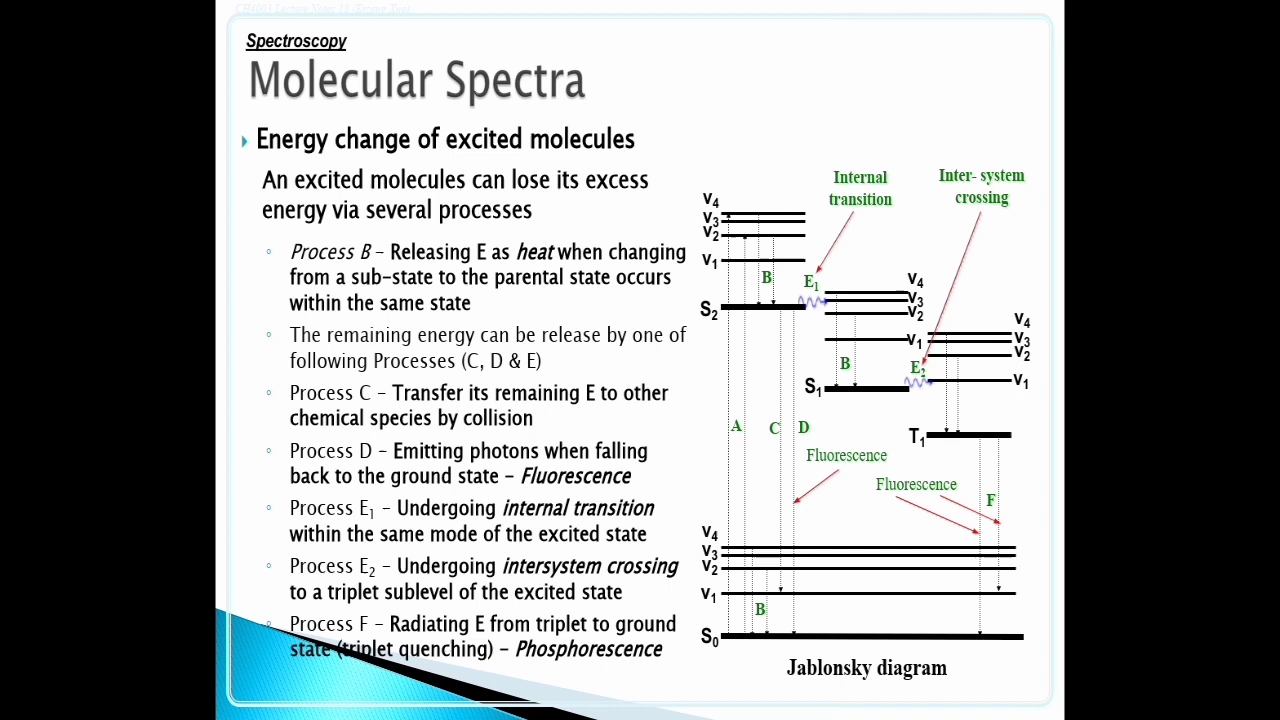 CH4003 Lecture Notes 18 (Erzeng Xue)
Spectroscopy
Molecular Spectra
Energy change of excited molecules
An excited molecules can lose its excess
energy via several processes
Process B – Releasing E as heat when changing
from a sub-state to the parental state occurs
within the same state
The remaining energy can be release by one of
following Processes (C, D & E)
Process C – Transfer its remaining E to other
chemical species by collision
Process D – Emitting photons when falling
back to the ground state – Fluorescence
Process E1 – Undergoing internal transition
within the same mode of the excited state
Process E2 – Undergoing intersystem crossing
to a triplet sublevel of the excited state
Process F – Radiating E from triplet to ground
state (triplet quenching) – Phosphorescence
Internal
transition
Inter- system
crossing
v4
v3
v2
v1
B
S2
E1
v4
v3
v2
v1
B
S1
E2
v4
v3
v2
v1
T1
A
C
D
Fluorescence
Fluorescence
F
v4
v3
v2
v1
B
S0
Jablonsky diagram